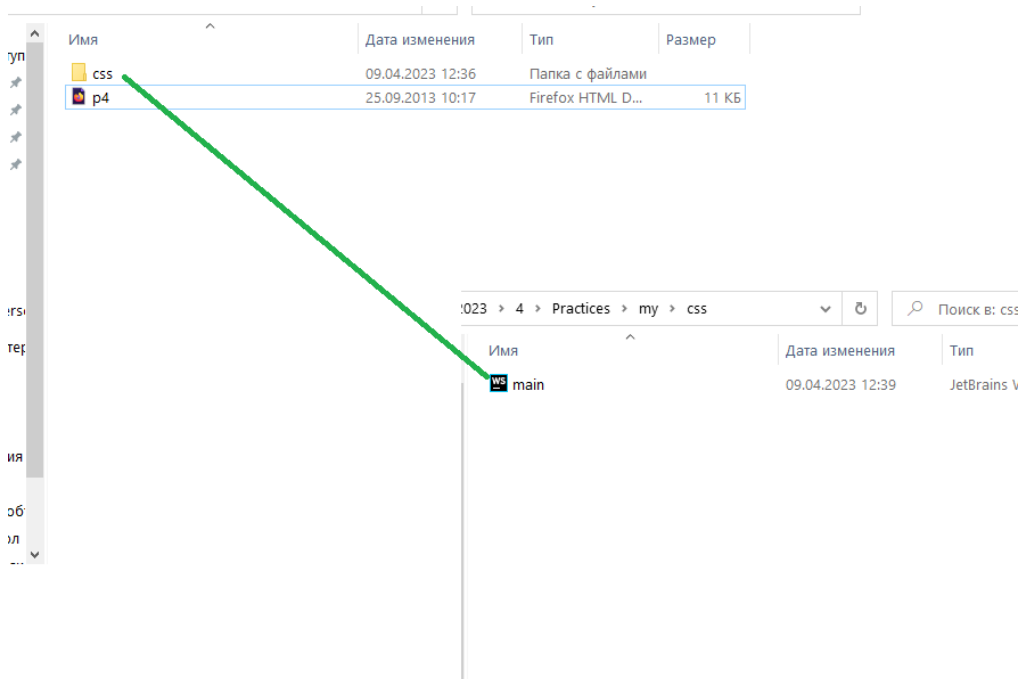 Имя Дата изменения Тип Размер
css 09.04.2023 12:36 Папка с файлами
p4 25.09.2013 10:17 Firefox HTML D... 11 КБ
2023 > 4 > Practices > my > css Поиск в: css
Имя Дата изменения Тип
WS main 09.04.2023 12:39 JetBrains